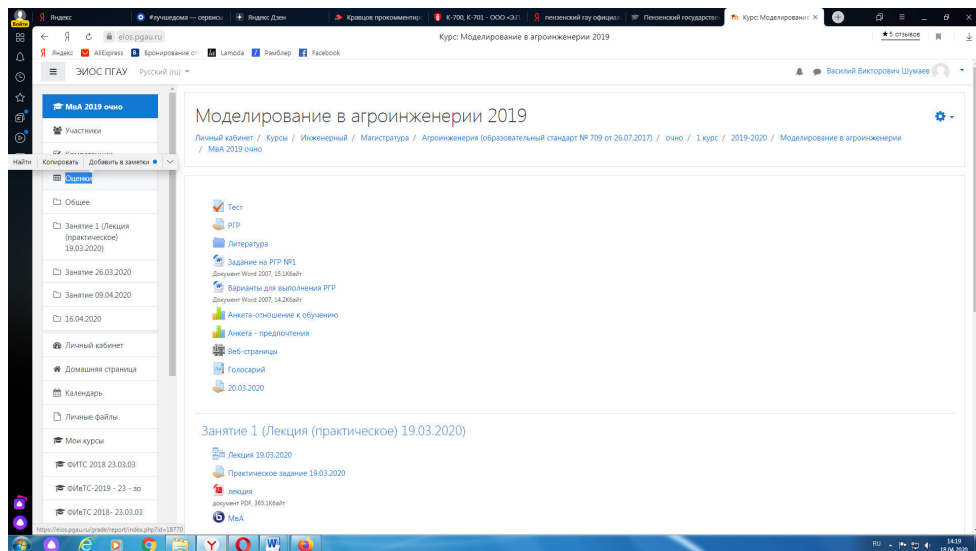 Войти
Яндекс
#лучшедома — сервисы
Яндекс Дзен
Кравцов прокомментир
К-700, К-701 - ООО «З.П
пензенский гау официал
Пензенский государстве
Курс: Моделирование
eios.pgau.ru
Курс: Моделирование в агроинженерии 2019
★5 отзывов
Яндекс
AliExpress
Бронирование оте
Lamoda
Рамблер
Facebook
ЭИОС ПГАУ
Русский (ru)
Василий Викторович Шумаев
МвА 2019 очно
Участники
Найти
Копировать
Добавить в заметки
Оценки
Общее
Занятие 1 (Лекция
(практическое)
19.03.2020)
Занятие 26.03.2020
Занятие 09.04.2020
16.04.2020
Личный кабинет
Домашняя страница
Календарь
Личные файлы
Мои курсы
ФИТС 2018 23.03.03
ФИвТС-2019 - 23 - зо
ФИвТС 2018- 23.03.03
https://eios.pgau.ru/grade/report/index.php?id=18770
Моделирование в агроинженерии 2019
Личный кабинет / Курсы / Инженерный / Магистратура / Агроинженерия (образовательный стандарт № 709 от 26.07.2017) / очно / 1 курс / 2019-2020 / Моделирование в агроинженерии
/ МвА 2019 очно
Тест
РГР
Литература
Задание на РГР №1
Документ Word 2007, 15.1Кбайт
Варианты для выполнения РГР
Документ Word 2007, 14.2Кбайт
Анкета-отношение к обучению
Анкета - предпочтения
Веб-страницы
Голосарий
20.03.2020
Занятие 1 (Лекция (практическое) 19.03.2020)
Лекция 19.03.2020
Практическое задание 19.03.2020
лекция
документ PDF, 365.1Кбайт
МвА
RU
14:19
18.04.2020